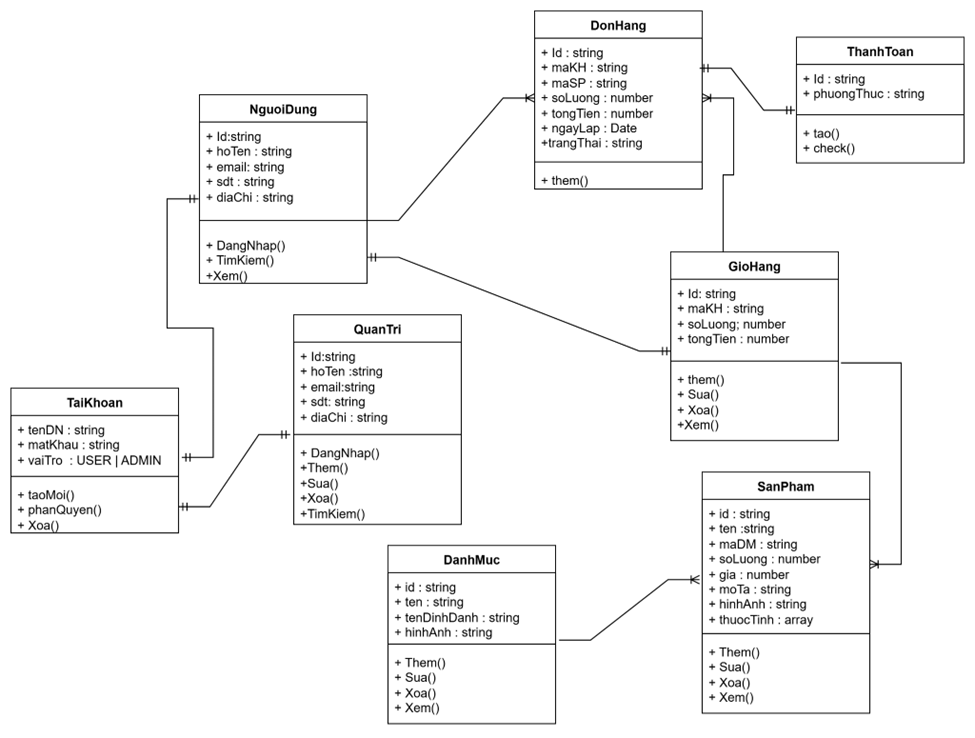 DonHang
+ Id : string
+ maKH : string
+ maSP : string
+ soLuong : number
+ tongTien : number
+ ngayLap : Date
+trangThai : string
+ them()
ThanhToan
+ Id : string
+ phuongThuc : string
+ tao()
+ check()
NguoiDung
+ Id:string
+ hoTen : string
+ email: string
+ sdt : string
+ diaChi : string
+ DangNhap()
+ TimKiem()
+Xem()
GioHang
+ Id: string
+ maKH : string
+ soLuong; number
+ tongTien : number
+ them()
+ Sua()
+ Xoa()
+Xem()
QuanTri
+ Id:string
+ hoTen :string
+ email:string
+ sdt: string
+ diaChi : string
+ DangNhap()
+Them()
+Sua()
+Xoa()
+TimKiem()
TaiKhoan
+ tenDN : string
+ matKhau : string
+ vaiTro : USER | ADMIN
+ taoMoi()
+ phanQuyen()
+ Xoa()
SanPham
+ id : string
+ ten :string
+ maDM : string
+ soLuong : number
+ gia : number
+ moTa : string
+ hinhAnh : string
+ thuocTinh : array
+ Them()
+ Sua()
+ Xoa()
+ Xem()
DanhMuc
+ id : string
+ ten : string
+ tenDinhDanh : string
+ hinhAnh : string
+ Them()
+ Sua()
+ Xoa()
+ Xem()